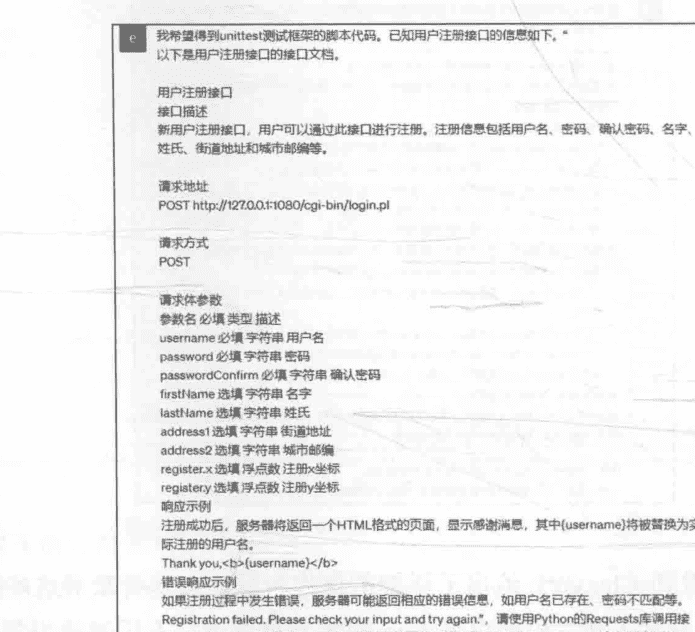 e
我希望得到unittest测试框架的脚本代码。已知用户注册接口的信息如下。“
以下是用户注册接口的接口文档。
用户注册接口
接口描述
新用户注册接口，用户可以通过此接口进行注册。注册信息包括用户名、密码、确认密码、名字、
姓氏、街道地址和城市邮编等。
请求地址
POST http://127.0.0.1:1080/cgi-bin/login.pl
请求方式
POST
请求体参数
参数名 必填 类型 描述
username 必填 字符串 用户名
password 必填 字符串 密码
passwordConfirm 必填 字符串 确认密码
firstName 选填 字符串 名字
lastName 选填 字符串 姓氏
address1 选填 字符串 街道地址
address2 选填 字符串 城市邮编
register.x 选填 浮点数 注册x坐标
register.y 选填 浮点数 注册y坐标
响应示例
注册成功后，服务器将返回一个HTML格式的页面，显示感谢消息，其中{username}将被替换为实
际注册的用户名。
Thank you,<b>{username}</b>
错误响应示例
如果注册过程中发生错误，服务器可能返回相应的错误信息，如用户名已存在、密码不匹配等。
Registration failed. Please check your input and try again.”，请使用Python的Requests库调用接